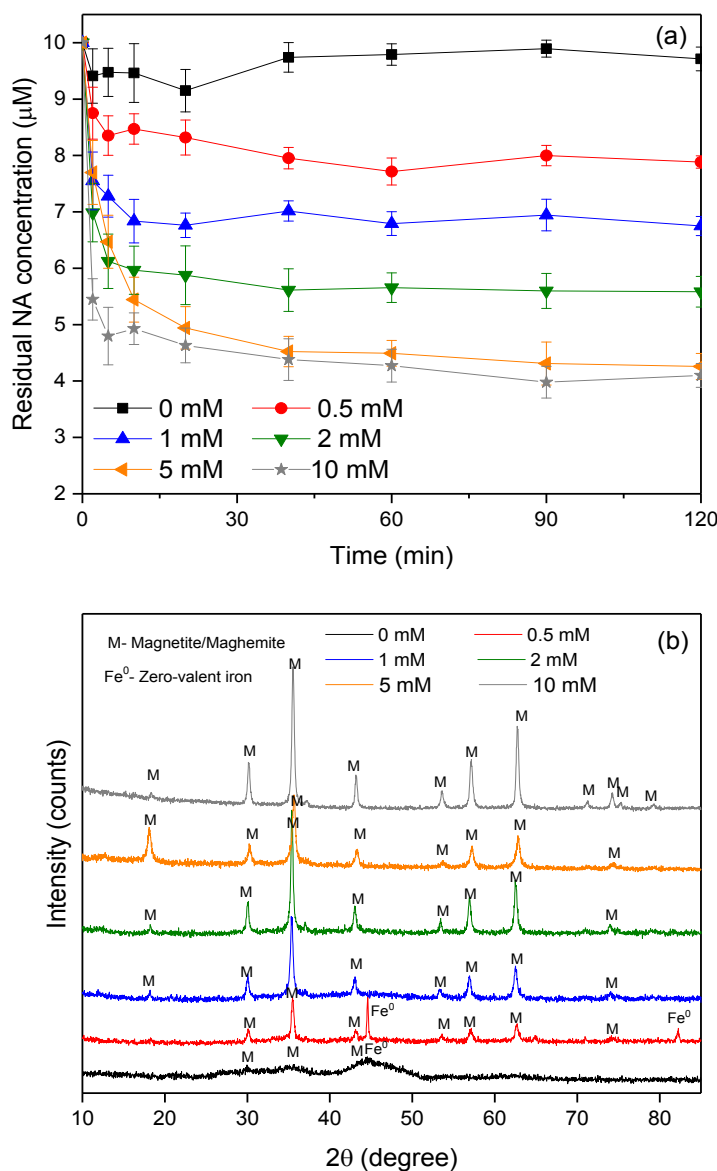 (a)
Residual NA concentration (μM)
10
9
8
7
6
5
4
3
2
0 mM 0.5 mM
1 mM 2 mM
5 mM 10 mM
0 30 60 90 120
Time (min)
(b)
M- Magnetite/Maghemite
Fe⁰- Zero-valent iron
0 mM 0.5 mM
1 mM 2 mM
5 mM 10 mM
Intensity (counts)
M M M M M M M M M M M
M M M M M M M M
M M M M M M M M
M M M M M M M
M M M Fe⁰ M M M M Fe⁰
M M M Fe⁰
10 20 30 40 50 60 70 80
2θ (degree)